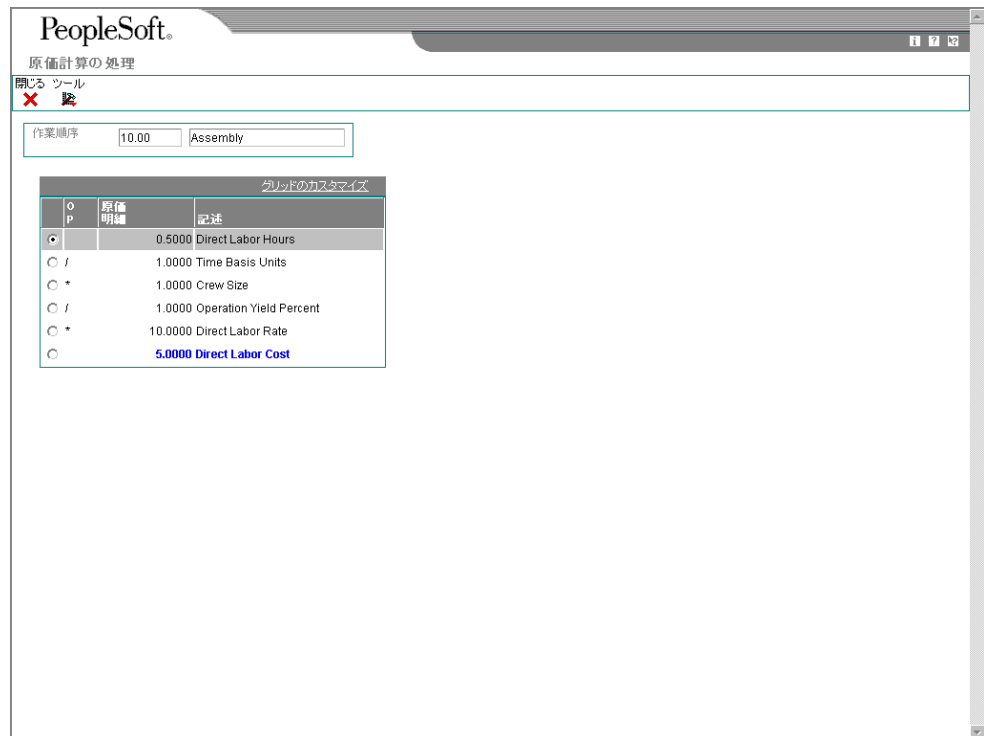 PeopleSoft®
i ? 
原価計算の処理
閉じる ツール
作業順序 10.00 Assembly
グリッドのカスタマイズ
O P 原価 明細 記述
0.5000 Direct Labor Hours
/ 1.0000 Time Basis Units
* 1.0000 Crew Size
/ 1.0000 Operation Yield Percent
* 10.0000 Direct Labor Rate
5.0000 Direct Labor Cost